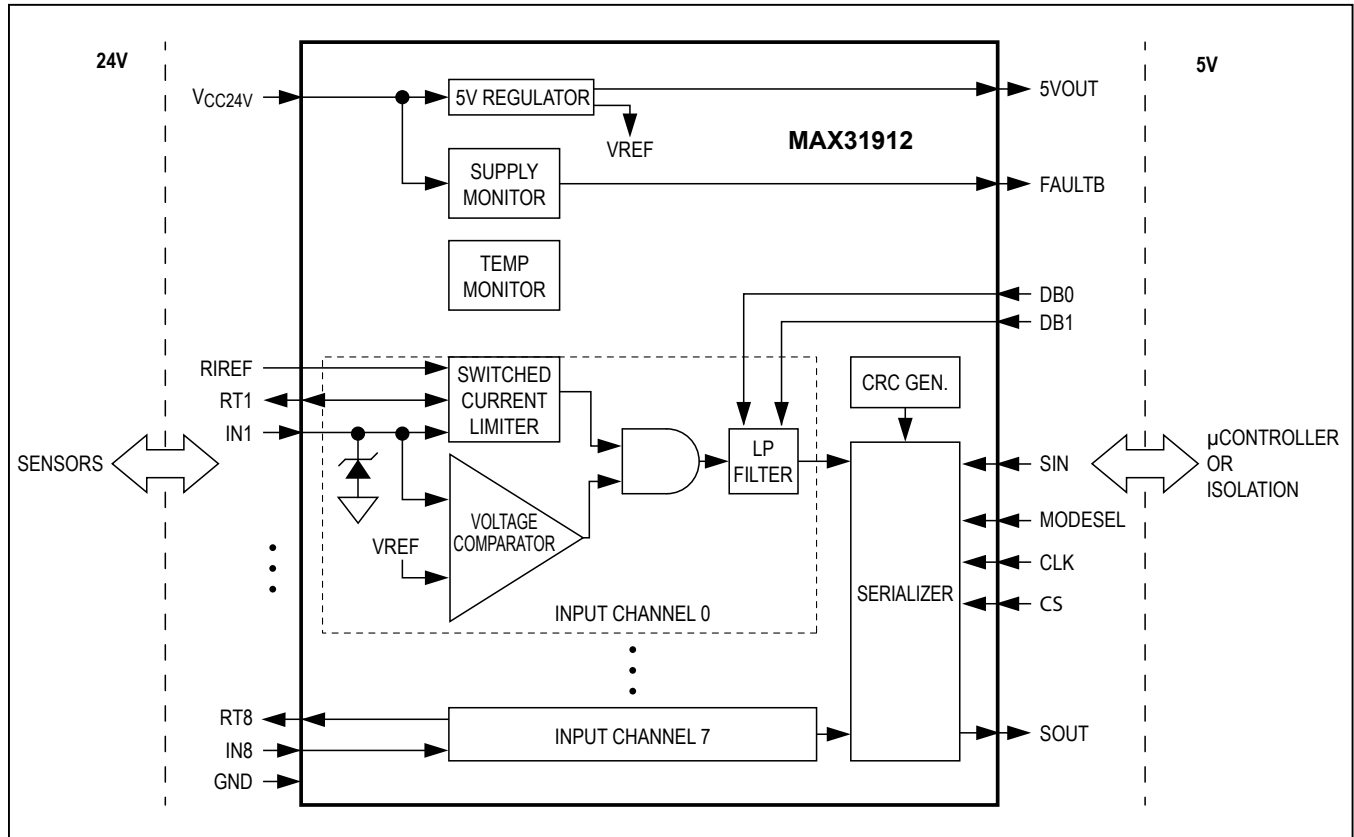 24V
5V
VCC24V
5V REGULATOR
5VOUT
VREF
MAX31912
SUPPLY
MONITOR
FAULTB
TEMP
MONITOR
DB0
DB1
RIREF
RT1
IN1
SWITCHED
CURRENT
LIMITER
LP
FILTER
CRC GEN.
SENSORS
VREF
VOLTAGE
COMPARATOR
INPUT CHANNEL 0
SERIALIZER
SIN
MODESEL
CLK
CS
µCONTROLLER
OR
ISOLATION
RT8
IN8
GND
INPUT CHANNEL 7
SOUT